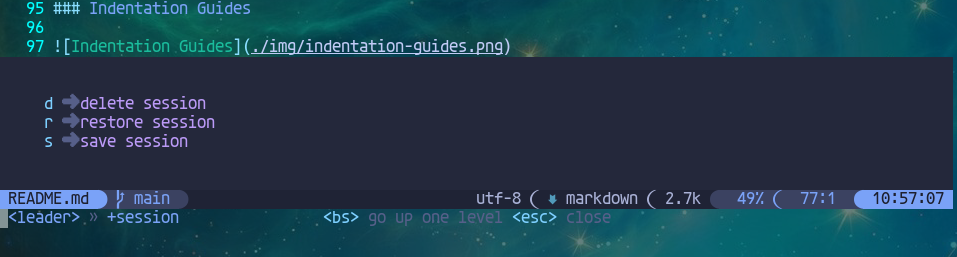 95 ### Indentation Guides
96
97 ![Indentation Guides](./img/indentation-guides.png)
d ➜ delete session
r ➜ restore session
s ➜ save session
README.md main utf-8 ( markdown ( 2.7k 49% ( 77:1 ( 10:57:07
<leader> » +session <bs> go up one level <esc> close